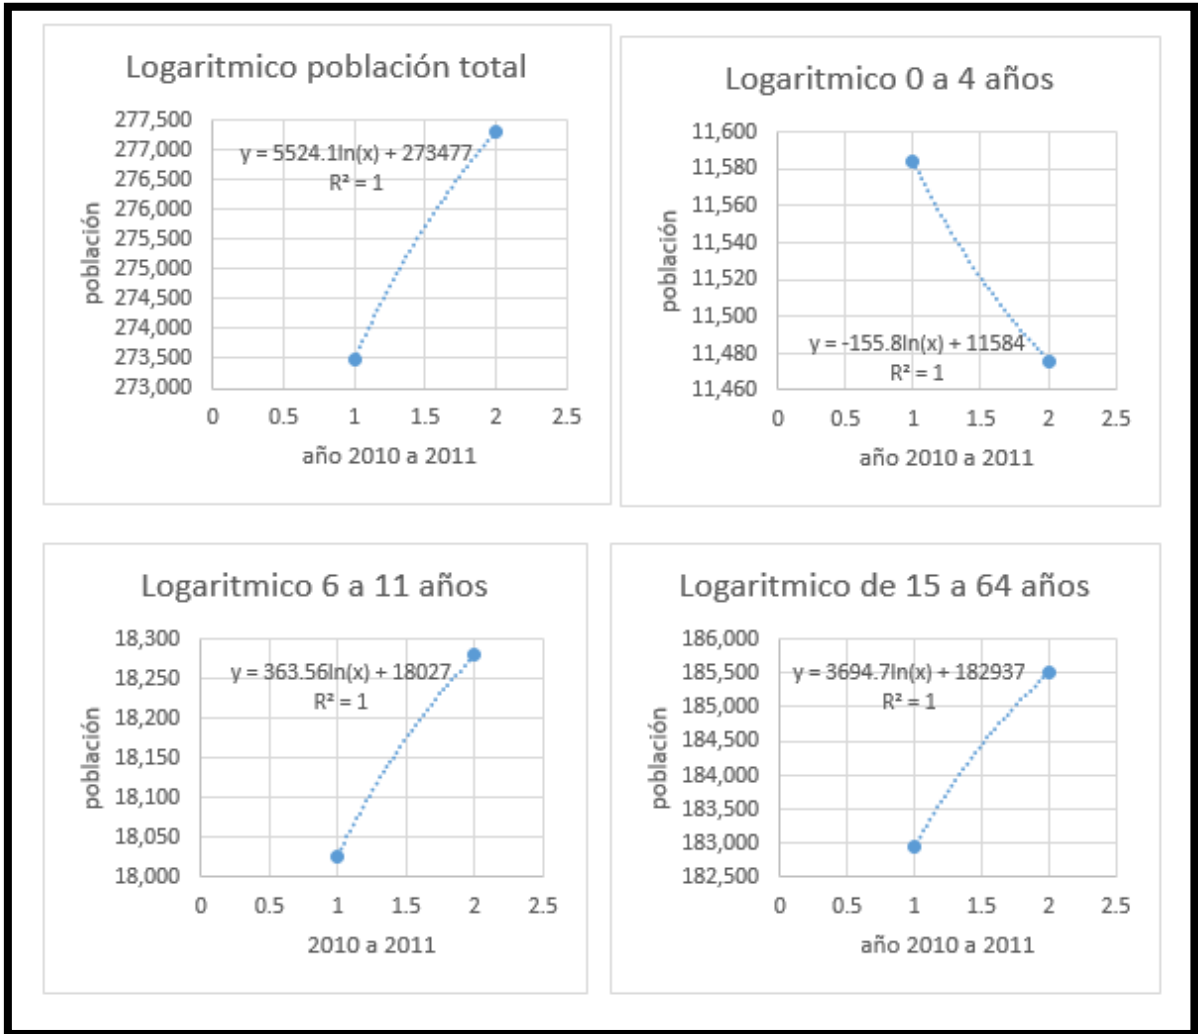 Logaritmico población total
277,500
277,000
276,500
276,000
275,500
275,000
274,500
274,000
273,500
273,000
y = 5524.1ln(x) + 273477
R² = 1
población
0 0.5 1 1.5 2 2.5
año 2010 a 2011
Logaritmico 0 a 4 años
11,600
11,580
11,560
11,540
11,520
11,500
11,480
11,460
y = -155.8ln(x) + 11584
R² = 1
población
0 0.5 1 1.5 2 2.5
año 2010 a 2011
Logaritmico 6 a 11 años
18,300
18,250
18,200
18,150
18,100
18,050
18,000
y = 363.56ln(x) + 18027
R² = 1
población
0 0.5 1 1.5 2 2.5
2010 a 2011
Logaritmico de 15 a 64 años
186,000
185,500
185,000
184,500
184,000
183,500
183,000
182,500
y = 3694.7ln(x) + 182937
R² = 1
población
0 0.5 1 1.5 2 2.5
año 2010 a 2011